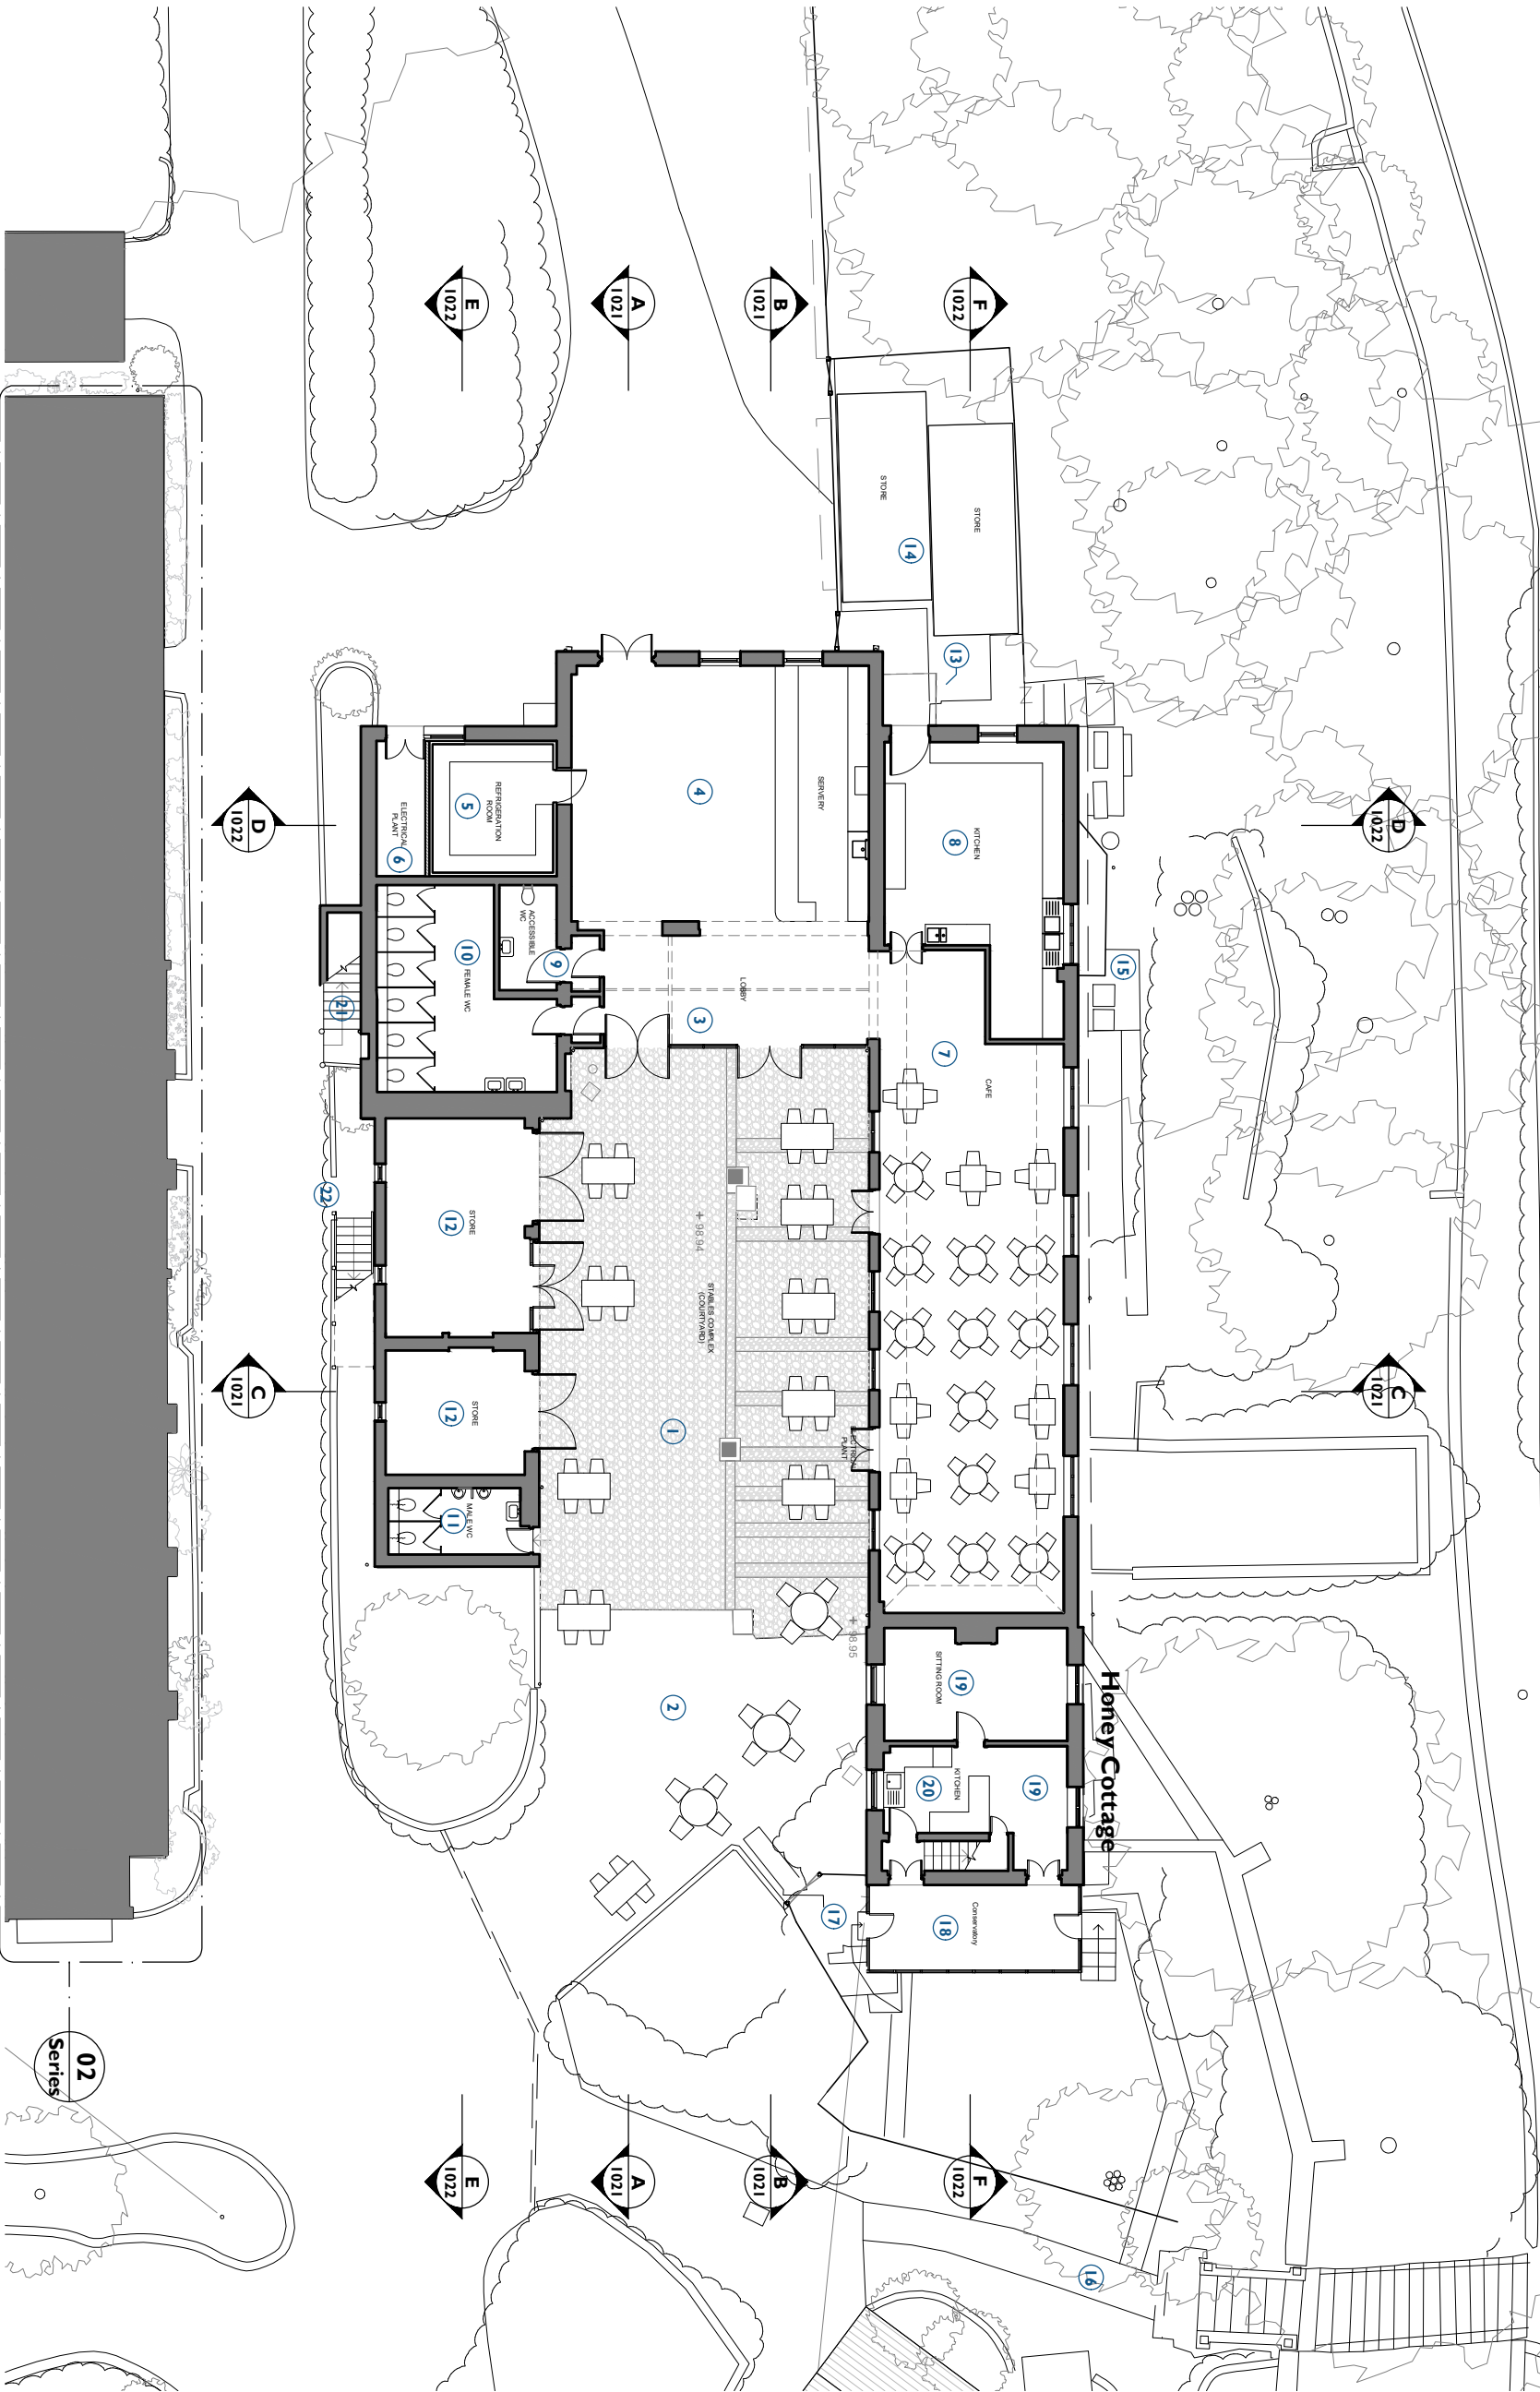 E
1022
A
1021
B
1021
F
1022
STORE
STORE
14
13
4
SERVERY
REFRIGERATION
ROOM
5
ELECTRICAL
PLANT
6
KITCHEN
8
D
1022
D
1022
ACCESSIBLE
WC
9
10
FEMALE WC
LOBBY
3
15
21
7
CAFE
22
12
STORE
+ 98.94
STABLES COMPLEX
(COURTYARD)
C
1021
C
1021
12
STORE
1
ELECTRICAL
PLANT
MALE WC
11
+ 98.95
2
SITTING ROOM
19
Honey Cottage
KITCHEN
20
19
17
18
Conservatory
02
Series
E
1022
A
1021
B
1021
F
1022
16